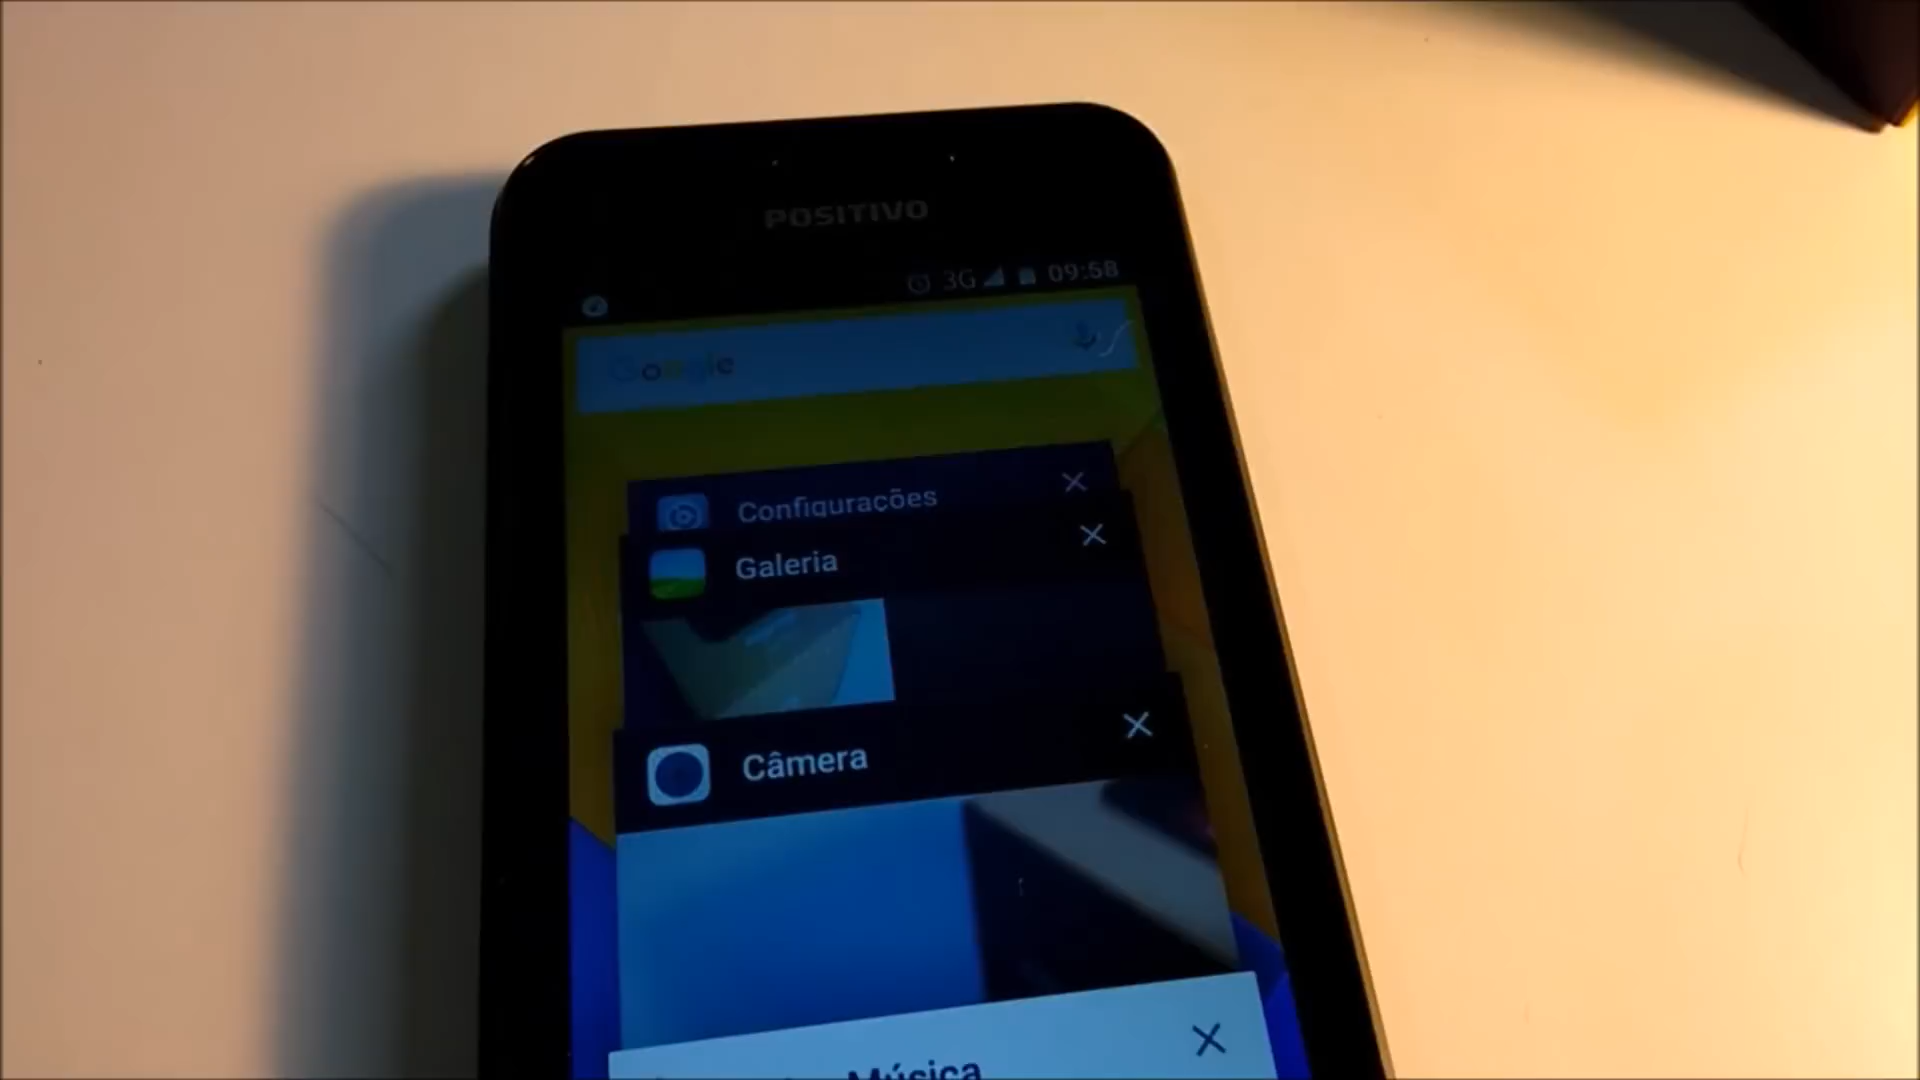 POSITIVO
3G 09:58
Google
Configurações
Galeria
Câmera
Música